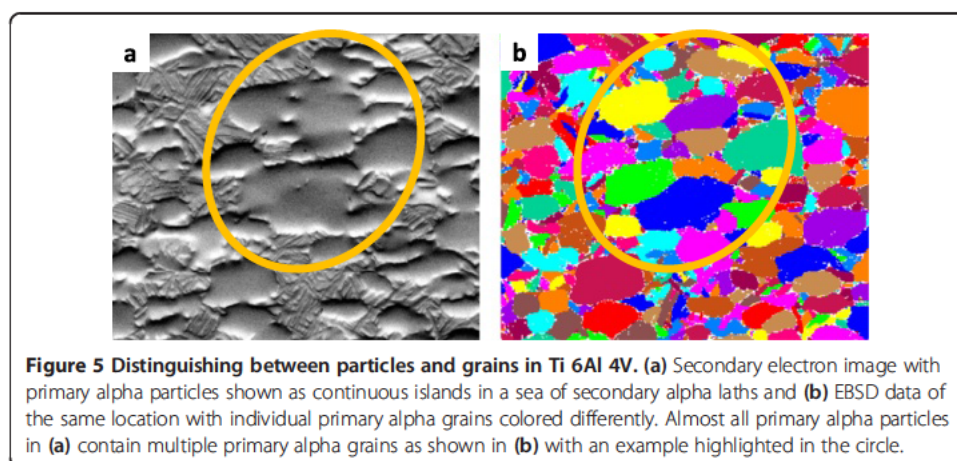 a
b
Figure 5 Distinguishing between particles and grains in Ti 6Al 4V. (a) Secondary electron image with
primary alpha particles shown as continuous islands in a sea of secondary alpha laths and (b) EBSD data of
the same location with individual primary alpha grains colored differently. Almost all primary alpha particles
in (a) contain multiple primary alpha grains as shown in (b) with an example highlighted in the circle.